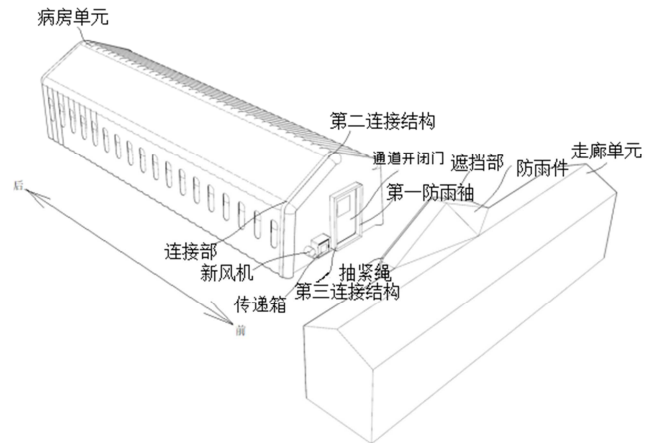 病房单元
第二连接结构
通道开闭门
遮挡部
防雨件
走廊单元
第一防雨袖
后
连接部
新风机
抽紧绳
第三连接结构
传递箱
前